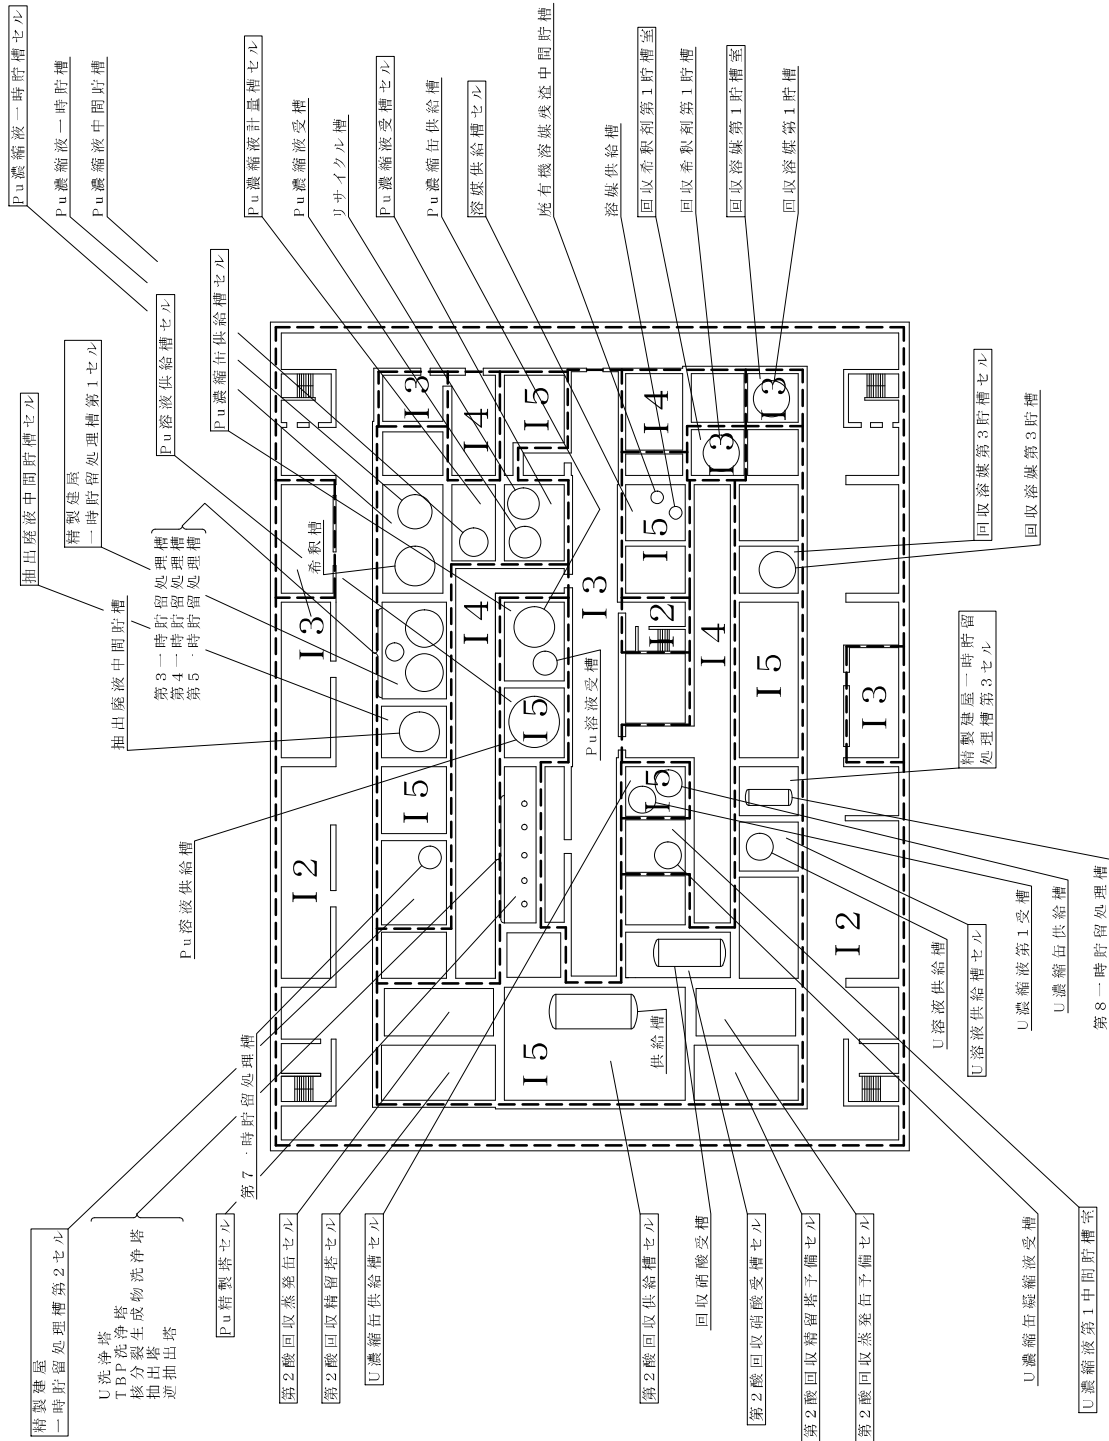 Pu濃縮液一時貯槽セル
Pu濃縮液一時貯槽
Pu濃縮液中間貯槽
Pu溶液供給槽セル
Pu濃縮缶供給槽セル
Pu濃縮液計量槽セル
Pu濃縮液受槽
リサイクル槽
Pu濃縮液受槽セル
Pu濃縮缶供給槽
溶媒供給槽セル
廃有機溶媒残渣中間貯槽
溶媒供給槽
回収希釈剤第1貯槽室
回収希釈剤第1貯槽
回収溶媒第1貯槽室
回収溶媒第1貯槽
抽出廃液中間貯槽セル
精製建屋
一時貯留処理槽第1セル
抽出廃液中間貯槽
第3一時貯留処理槽
第4一時貯留処理槽
第5一時貯留処理槽
希釈槽
Pu溶液供給槽
Pu溶液受槽
回収溶媒第3貯槽セル
回収溶媒第3貯槽
精製建屋一時貯留
処理槽第3セル
I3
I4
I5
I3
I4
I5
I3
I3
I3
I4
I5
I3
I5
I2
I4
I5
I3
I2
I5
I5
I2
I5
供給槽
U溶液供給槽
U溶液供給槽セル
U濃縮液第1受槽
U濃縮缶供給槽
第8一時貯留処理槽
精製建屋
一時貯留処理槽第2セル
U洗浄塔
TBP洗浄塔
核分裂生成物洗浄塔
抽出塔
逆抽出塔
第7一時貯留処理槽
Pu精製塔セル
第2酸回収蒸発缶セル
第2酸回収精留塔セル
U濃縮缶供給槽セル
第2酸回収供給槽セル
回収硝酸受槽
第2酸回収硝酸受槽セル
第2酸回収精留塔予備セル
第2酸回収蒸発缶予備セル
U濃縮缶凝縮液受槽
U濃縮液第1中間貯槽室